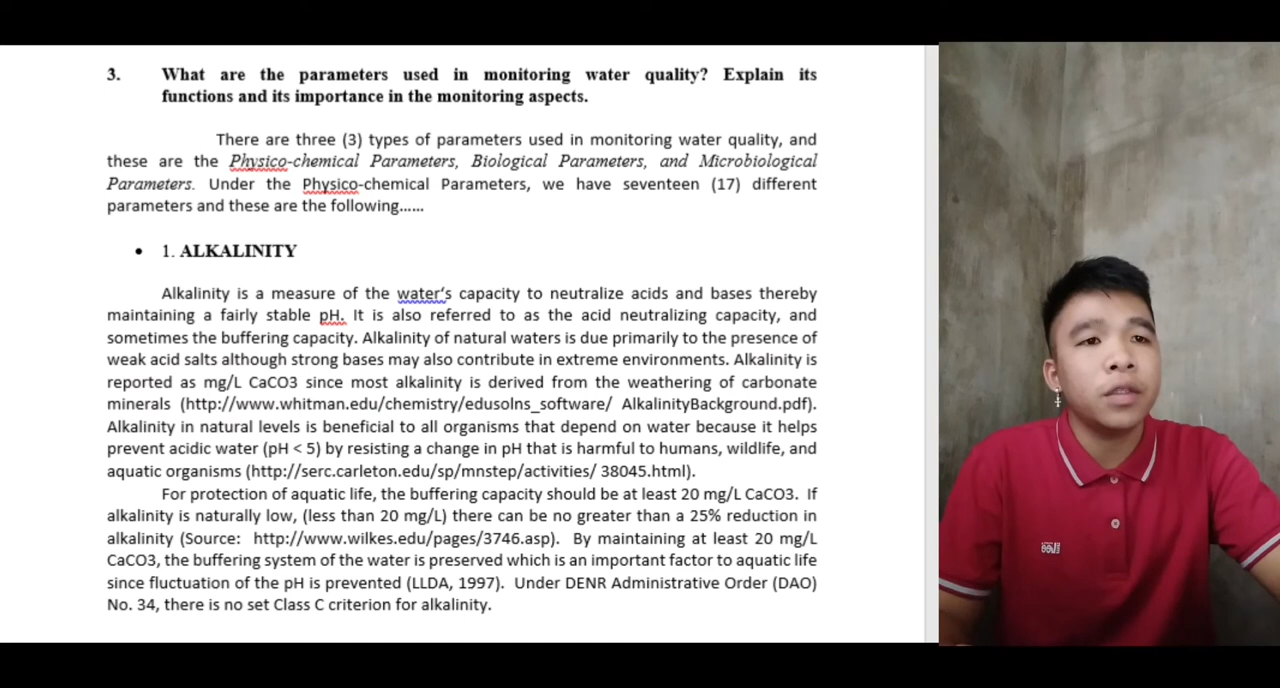 3. What are the parameters used in monitoring water quality? Explain its
functions and its importance in the monitoring aspects.
There are three (3) types of parameters used in monitoring water quality, and
these are the Physico-chemical Parameters, Biological Parameters, and Microbiological
Parameters. Under the Physico-chemical Parameters, we have seventeen (17) different
parameters and these are the following......
• 1. ALKALINITY
Alkalinity is a measure of the water's capacity to neutralize acids and bases thereby
maintaining a fairly stable pH. It is also referred to as the acid neutralizing capacity, and
sometimes the buffering capacity. Alkalinity of natural waters is due primarily to the presence of
weak acid salts although strong bases may also contribute in extreme environments. Alkalinity is
reported as mg/L CaCO3 since most alkalinity is derived from the weathering of carbonate
minerals (http://www.whitman.edu/chemistry/edusolns_software/ AlkalinityBackground.pdf).
Alkalinity in natural levels is beneficial to all organisms that depend on water because it helps
prevent acidic water (pH < 5) by resisting a change in pH that is harmful to humans, wildlife, and
aquatic organisms (http://serc.carleton.edu/sp/mnstep/activities/ 38045.html).
For protection of aquatic life, the buffering capacity should be at least 20 mg/L CaCO3. If
alkalinity is naturally low, (less than 20 mg/L) there can be no greater than a 25% reduction in
alkalinity (Source: http://www.wilkes.edu/pages/3746.asp). By maintaining at least 20 mg/L
CaCO3, the buffering system of the water is preserved which is an important factor to aquatic life
since fluctuation of the pH is prevented (LLDA, 1997). Under DENR Administrative Order (DAO)
No. 34, there is no set Class C criterion for alkalinity.